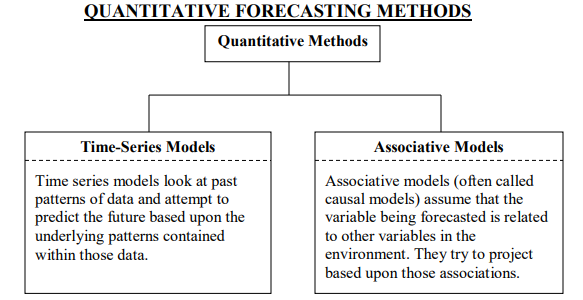 QUANTITATIVE FORECASTING METHODS
Quantitative Methods
Time-Series Models
Time series models look at past
patterns of data and attempt to
predict the future based upon the
underlying patterns contained
within those data.
Associative Models
Associative models (often called
causal models) assume that the
variable being forecasted is related
to other variables in the
environment. They try to project
based upon those associations.